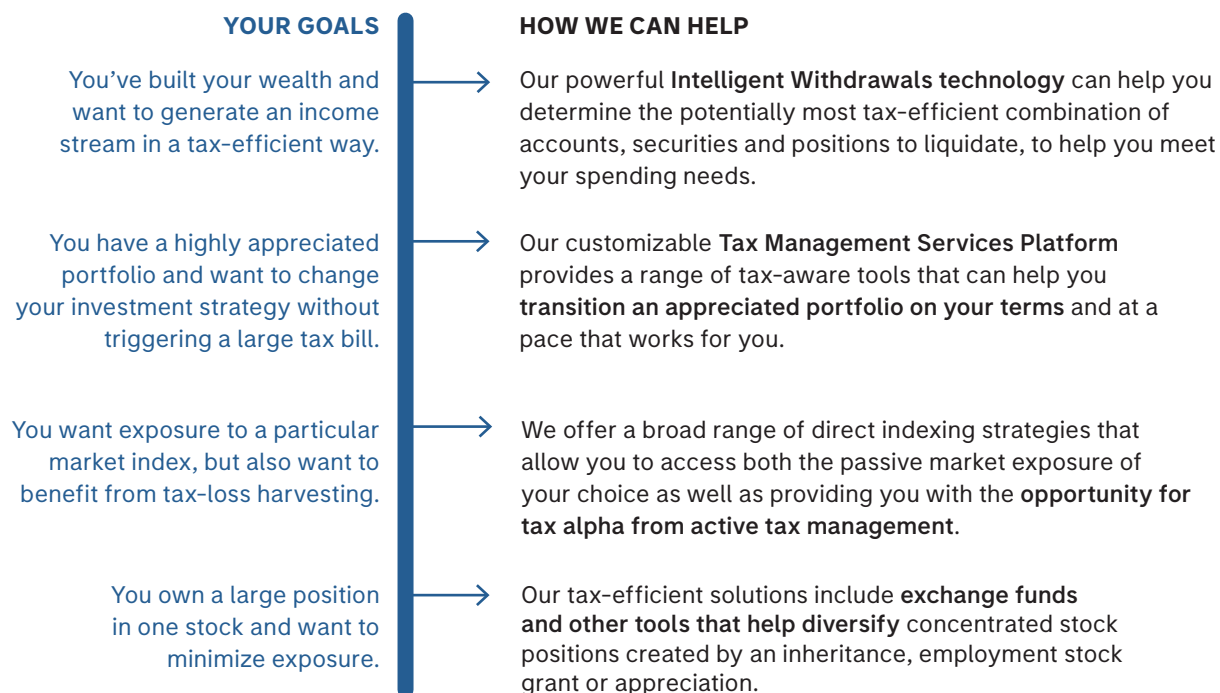 YOUR GOALS
HOW WE CAN HELP
You’ve built your wealth and
want to generate an income
stream in a tax-efficient way.
Our powerful Intelligent Withdrawals technology can help you
determine the potentially most tax-efficient combination of
accounts, securities and positions to liquidate, to help you meet
your spending needs.
You have a highly appreciated
portfolio and want to change
your investment strategy without
triggering a large tax bill.
Our customizable Tax Management Services Platform
provides a range of tax-aware tools that can help you
transition an appreciated portfolio on your terms and at a
pace that works for you.
You want exposure to a particular
market index, but also want to
benefit from tax-loss harvesting.
We offer a broad range of direct indexing strategies that
allow you to access both the passive market exposure of
your choice as well as providing you with the opportunity for
tax alpha from active tax management.
You own a large position
in one stock and want to
minimize exposure.
Our tax-efficient solutions include exchange funds
and other tools that help diversify concentrated stock
positions created by an inheritance, employment stock
grant or appreciation.